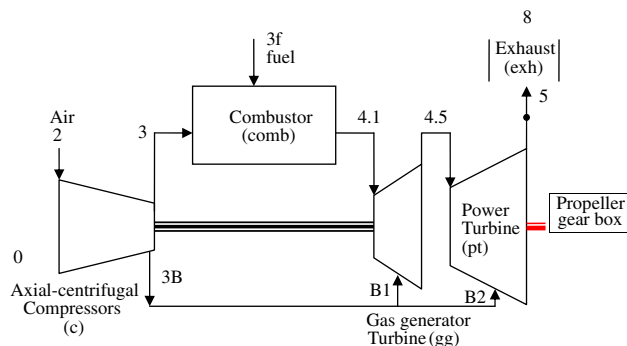 8
3f
fuel
Exhaust
(exh)
5
Air
2
3
Combustor
(comb)
4.1
4.5
Power
Turbine
(pt)
Propeller
gear box
0
3B
B1
B2
Axial-centrifugal
Compressors
(c)
Gas generator
Turbine (gg)